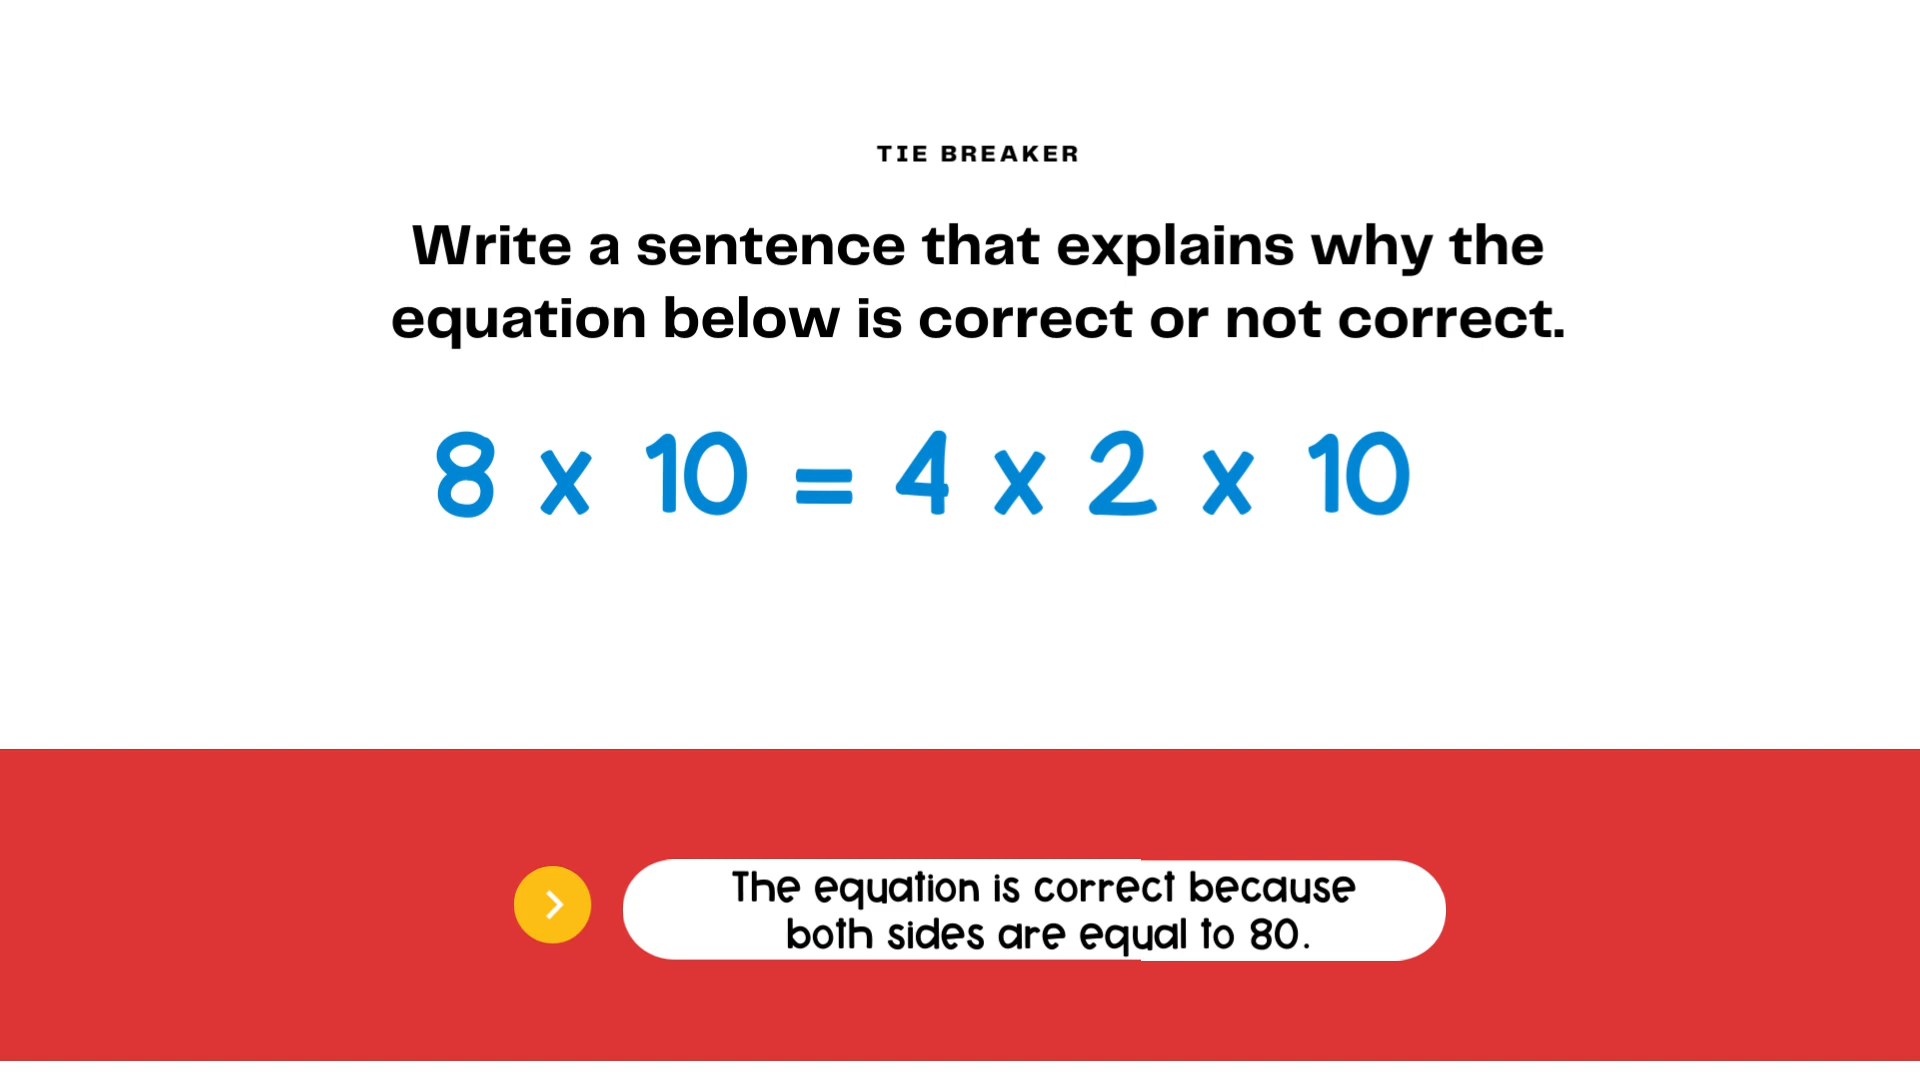 TIE BREAKER
Write a sentence that explains why the
equation below is correct or not correct.
8 x 10 = 4 x 2 x 10
The equation is correct because
both sides are equal to 80.